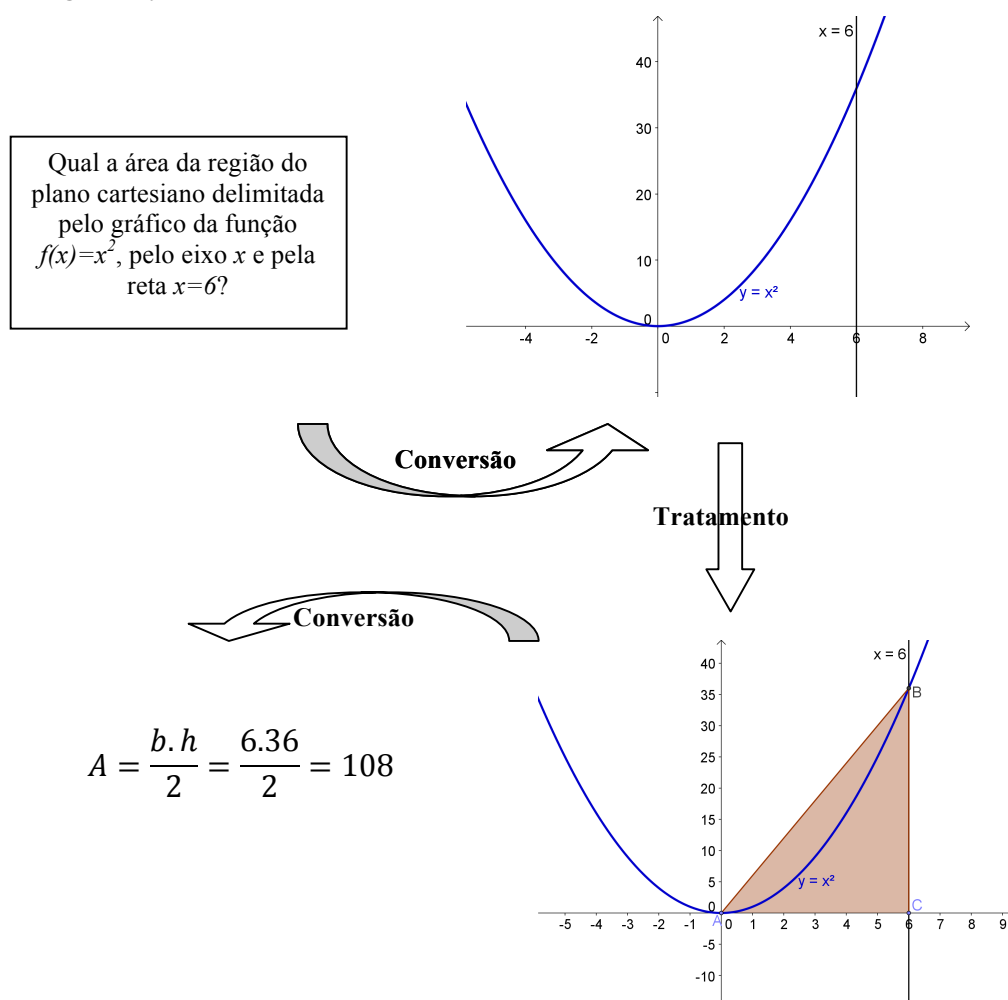 x = 6
40
30
20
10
0
y = x²
-4 -2 0 2 4 6 8
Qual a área da região do
plano cartesiano delimitada
pelo gráfico da função
f(x)=x², pelo eixo x e pela
reta x=6?
Conversão
Tratamento
Conversão
A = b.h/2 = 6.36/2 = 108
x = 6
40
B
35
30
25
20
15
10
5
y = x²
0
C
A
-5 -4 -3 -2 -1 0 1 2 3 4 5 6 7 8 9
-5
-10